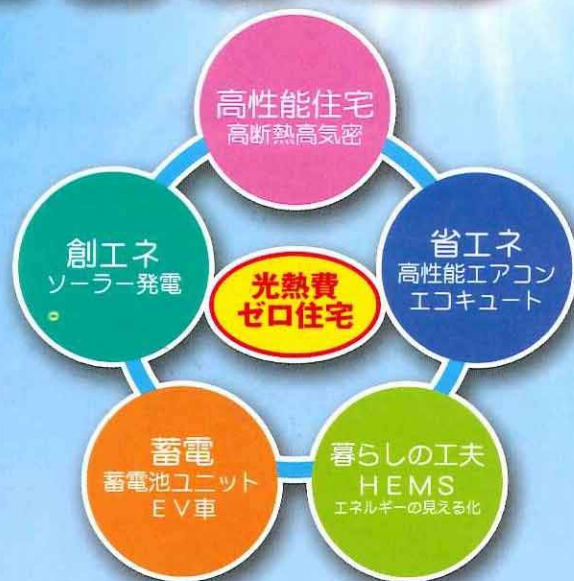 高性能住宅
高断熱高気密
省エネ
高性能エアコン
エコキュート
暮らしの工夫
HEMS
エネルギーの見える化
蓄電
蓄電池ユニット
EV車
創エネ
ソーラー発電
光熱費
ゼロ住宅